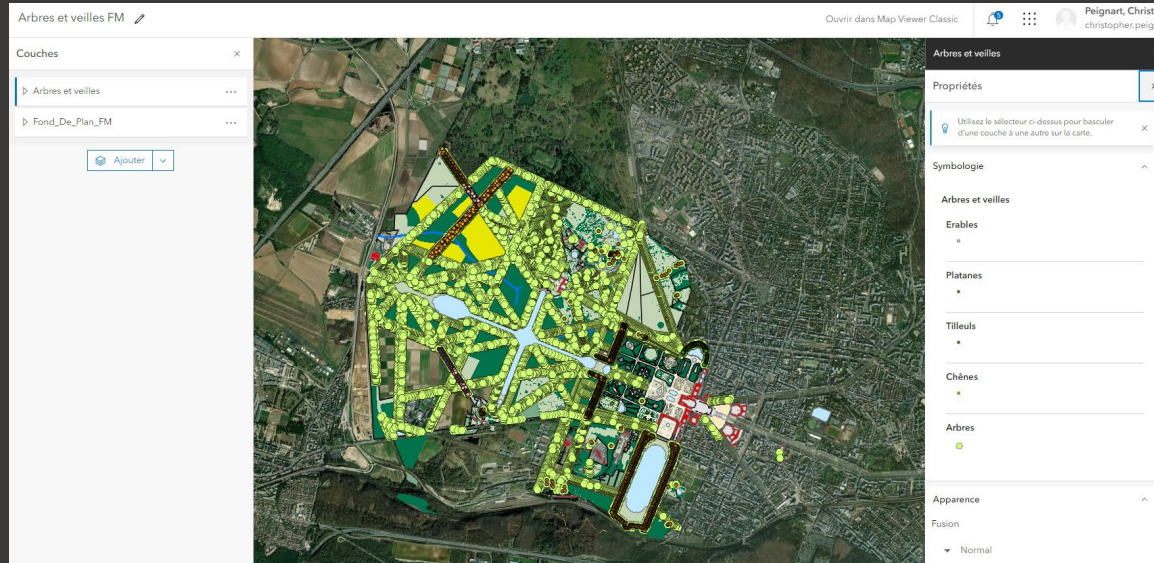 Arbres et veilles FM
Ouvrir dans Map Viewer Classic
5
Peignart, Christ
christopher.peig
Couches
Arbres et veilles
Fond_De_Plan_FM
Ajouter
Arbres et veilles
Propriétés
Utilisez le sélecteur ci-dessus pour basculer
d'une couche à une autre sur la carte.
Symbologie
Arbres et veilles
Erables
Platanes
Tilleuls
Chênes
Arbres
Apparence
Fusion
Normal